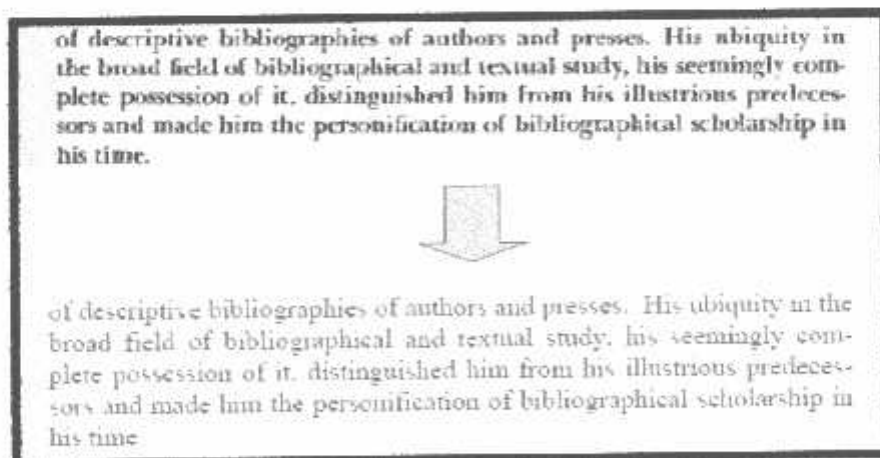 of descriptive bibliographies of authors and presses. His ubiquity in
the broad field of bibliographical and textual study, his seemingly com-
plete possession of it, distinguished him from his illustrious predeces-
sors and made him the personification of bibliographical scholarship in
his time.
of descriptive bibliographies of authors and presses. His ubiquity in the
broad field of bibliographical and textual study, his seemingly com-
plete possession of it, distinguished him from his illustrious predeces-
sors and made him the personification of bibliographical scholarship in
his time